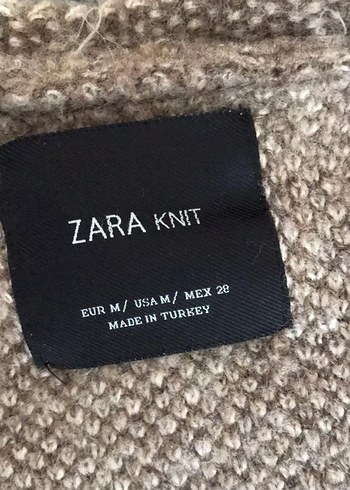 ZARA KNIT
EUR M/ USA M/ MEX 28
MADE IN TURKEY